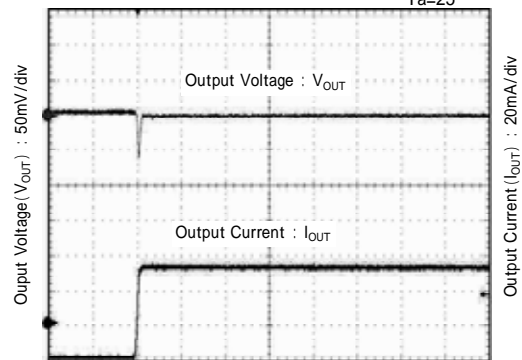 Ta=25
Output Voltage : VOUT
Output Current : IOUT
Ouput Voltage(VOUT) : 50mV/div
Output Current(IOUT) : 20mA/div